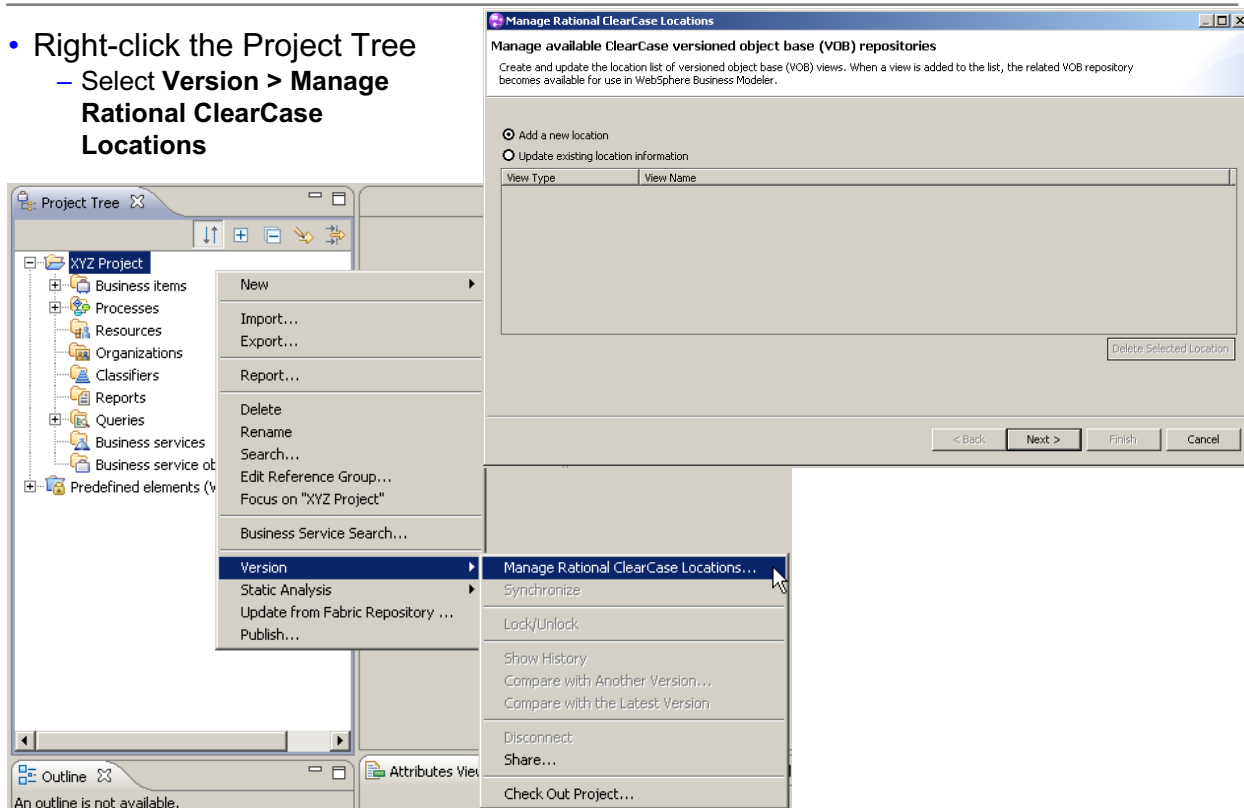 • Right-click the Project Tree
– Select Version > Manage
Rational ClearCase
Locations
Manage Rational ClearCase Locations
Manage available ClearCase versioned object base (VOB) repositories
Create and update the location list of versioned object base (VOB) views. When a view is added to the list, the related VOB repository
becomes available for use in WebSphere Business Modeler.
Add a new location
Update existing location information
View Type View Name
Delete Selected Location
< Back Next > Finish Cancel
Project Tree
XYZ Project
Business items
Processes
Resources
Organizations
Classifiers
Reports
Queries
Business services
Business service ob
Predefined elements (
New
Import...
Export...
Report...
Delete
Rename
Search...
Edit Reference Group...
Focus on "XYZ Project"
Business Service Search...
Version
Static Analysis
Update from Fabric Repository ...
Publish...
Manage Rational ClearCase Locations...
Synchronize
Lock/Unlock
Show History
Compare with Another Version...
Compare with the Latest Version
Disconnect
Share...
Check Out Project...
Outline
An outline is not available.
Attributes View